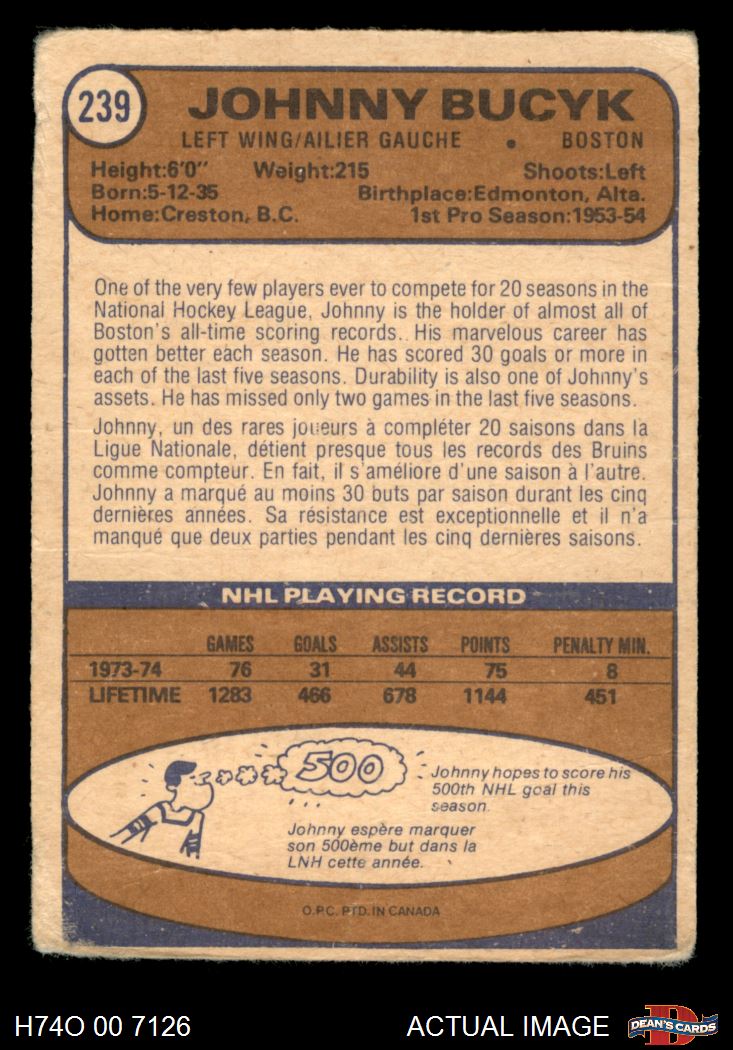 239
JOHNNY BUCYK
LEFT WING/AILIER GAUCHE • BOSTON
Height:6'0" Weight:215 Shoots:Left
Born:5-12-35 Birthplace:Edmonton, Alta.
Home:Creston, B.C. 1st Pro Season:1953-54
One of the very few players ever to compete for 20 seasons in the
National Hockey League, Johnny is the holder of almost all of
Boston's all-time scoring records. His marvelous career has
gotten better each season. He has scored 30 goals or more in
each of the last five seasons. Durability is also one of Johnny's
assets. He has missed only two games in the last five seasons.
Johnny, un des rares joueurs à compléter 20 saisons dans la
Ligue Nationale, détient presque tous les records des Bruins
comme compteur. En fait, il s'améliore d'une saison à l'autre.
Johnny a marqué au moins 30 buts par saison durant les cinq
dernières années. Sa résistance est exceptionnelle et il n'a
manqué que deux parties pendant les cinq dernières saisons.
NHL PLAYING RECORD
GAMES GOALS ASSISTS POINTS PENALTY MIN.
1973-74 76 31 44 75 8
LIFETIME 1283 466 678 1144 451
500
Johnny hopes to score his
500th NHL goal this
season.
Johnny espère marquer
son 500ème but dans la
LNH cette année.
O.P.C. PTD. IN CANADA
H74O 00 7126 ACTUAL IMAGE
D
DEAN'S CARDS